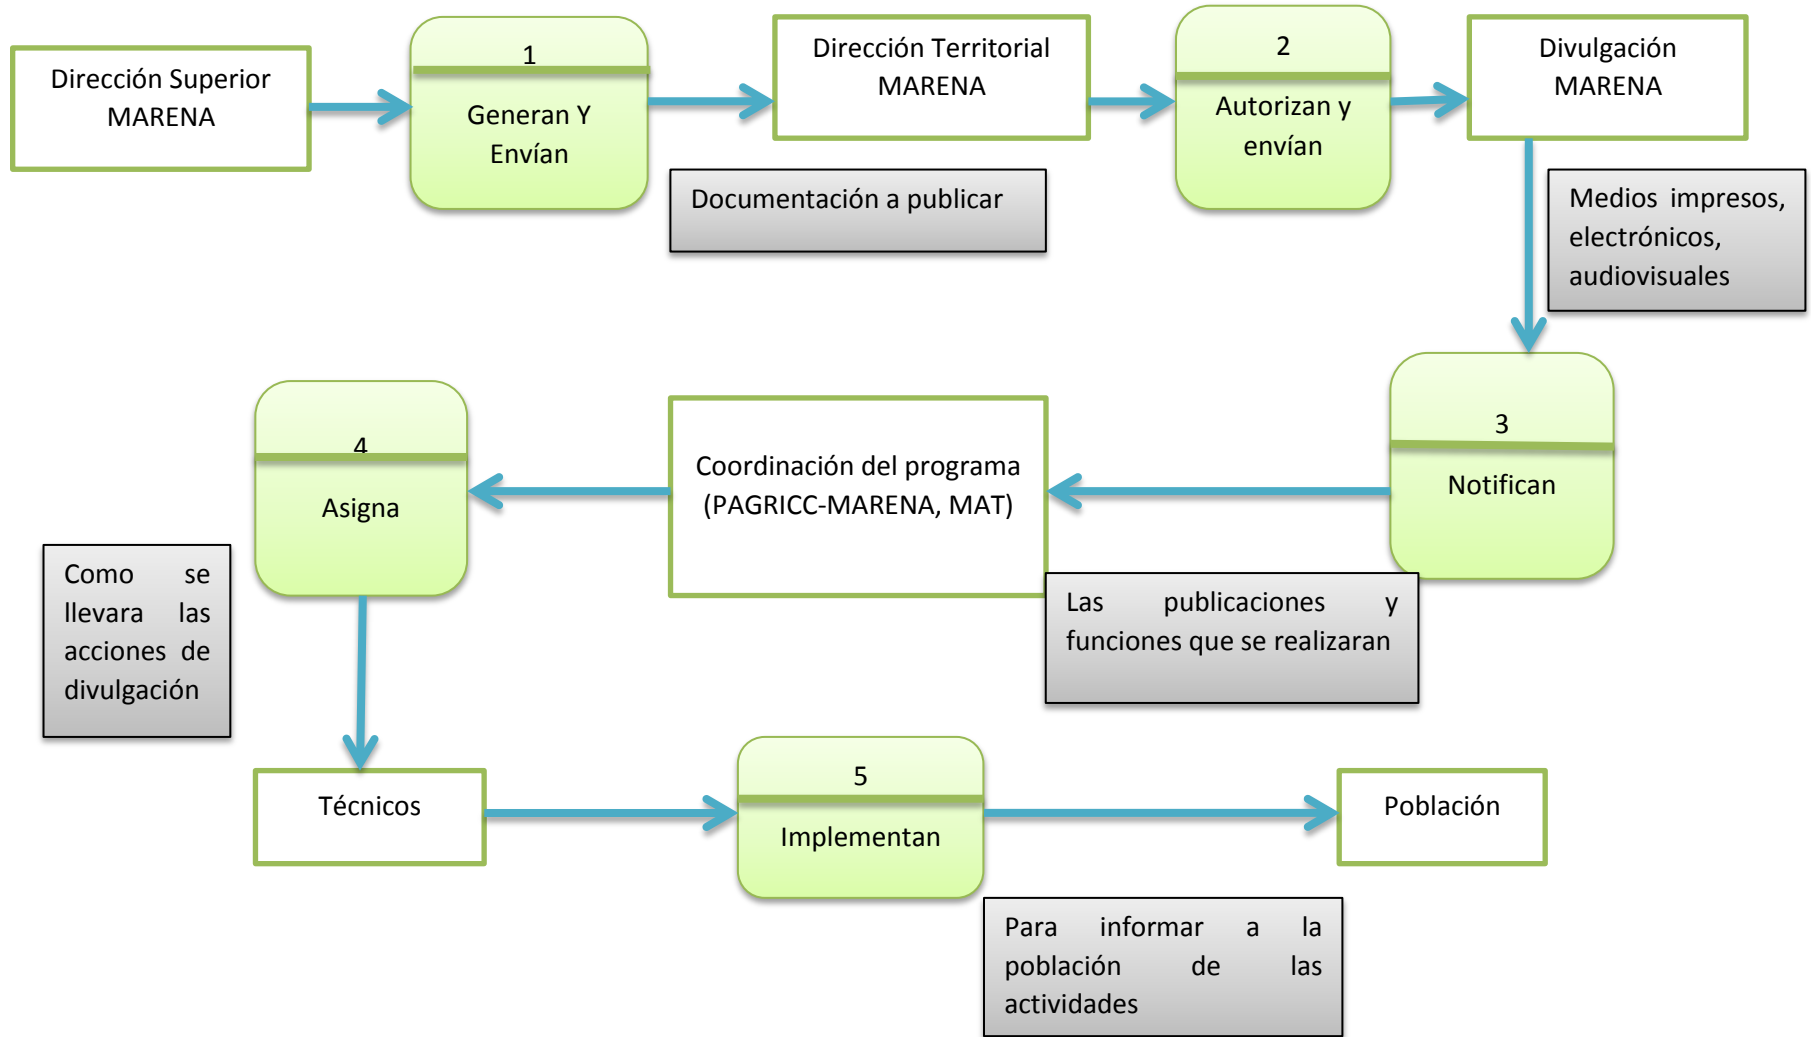 Dirección Superior
MARENA
1
Generan Y
Envían
Dirección Territorial
MARENA
2
Autorizan y
envían
Divulgación
MARENA
Documentación a publicar
Medios impresos,
electrónicos,
audiovisuales
3
Notifican
Coordinación del programa
(PAGRICC-MARENA, MAT)
4
Asigna
Las publicaciones y
funciones que se realizaran
Como se
llevara las
acciones de
divulgación
Técnicos
5
Implementan
Población
Para informar a la
población de las
actividades